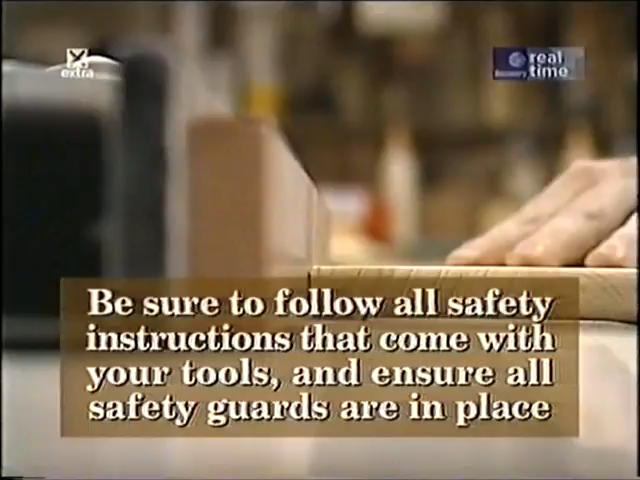 extra
Discovery
real
time
Be sure to follow all safety
instructions that come with
your tools, and ensure all
safety guards are in place